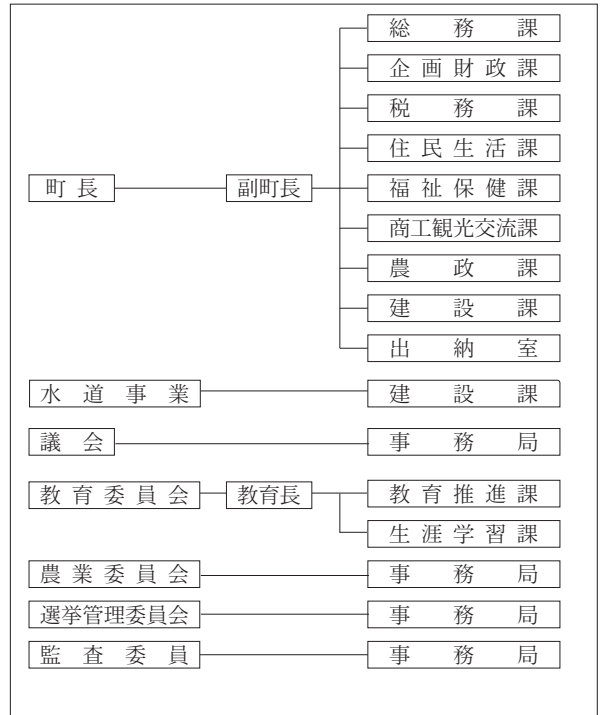 総務課
企画財政課
税務課
住民生活課
町長 副町長 福祉保健課
商工観光交流課
農政課
建設課
出納室
水道事業 建設課
議会 事務局
教育委員会 教育長 教育推進課
生涯学習課
農業委員会 事務局
選挙管理委員会 事務局
監査委員 事務局